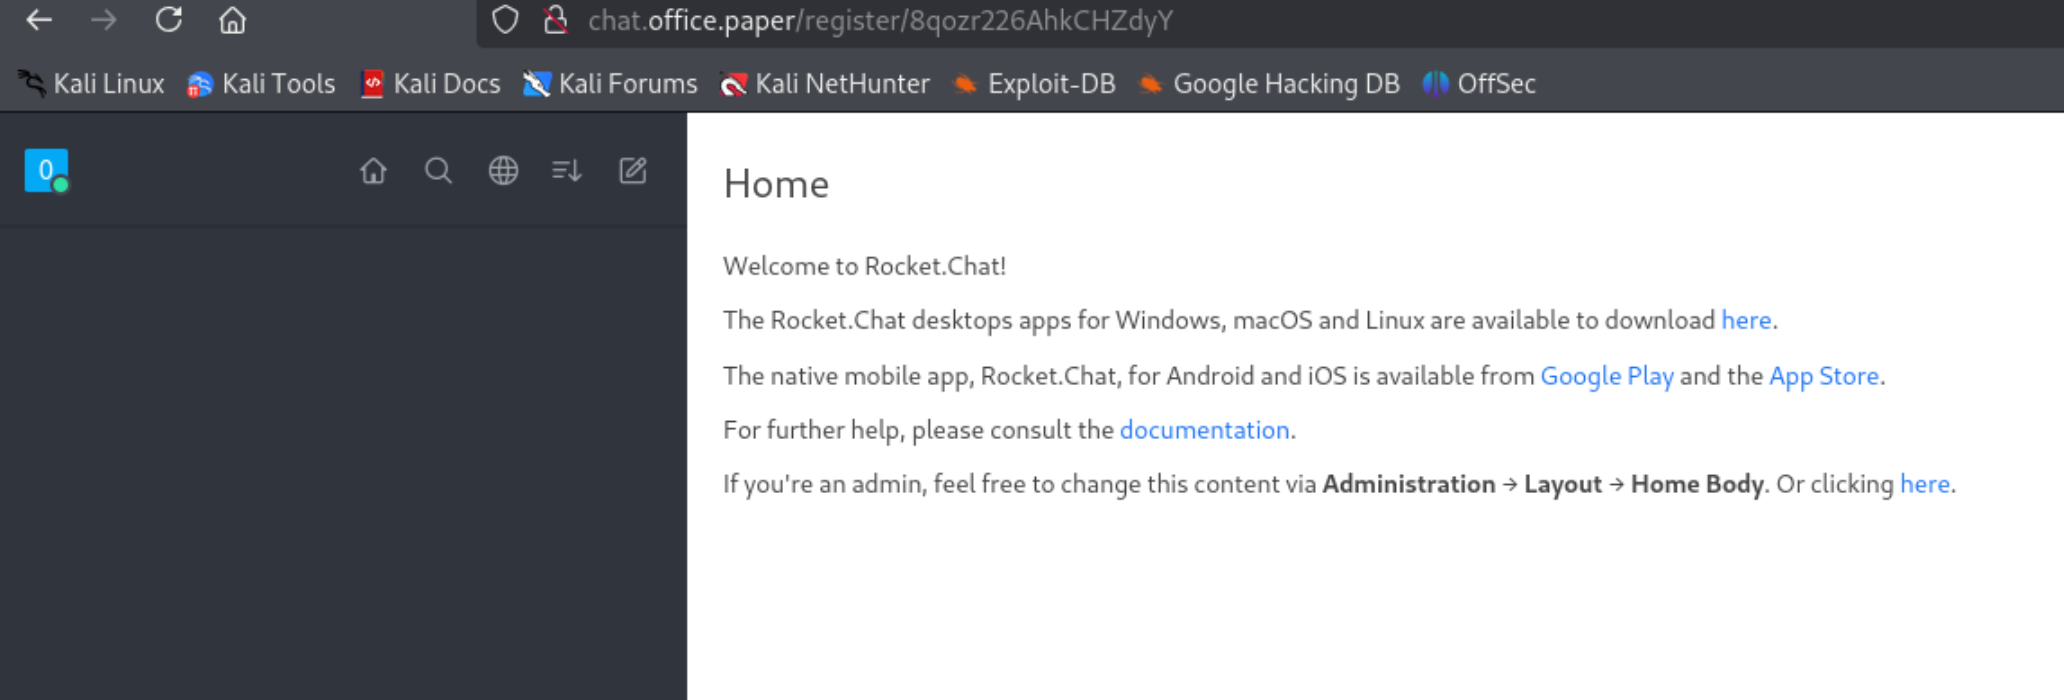 chat.office.paper/register/8qozr226AhkCHZdyY
Kali Linux Kali Tools Kali Docs Kali Forums Kali NetHunter Exploit-DB Google Hacking DB OffSec
0
Home
Welcome to Rocket.Chat!
The Rocket.Chat desktops apps for Windows, macOS and Linux are available to download here.
The native mobile app, Rocket.Chat, for Android and iOS is available from Google Play and the App Store.
For further help, please consult the documentation.
If you're an admin, feel free to change this content via Administration → Layout → Home Body. Or clicking here.